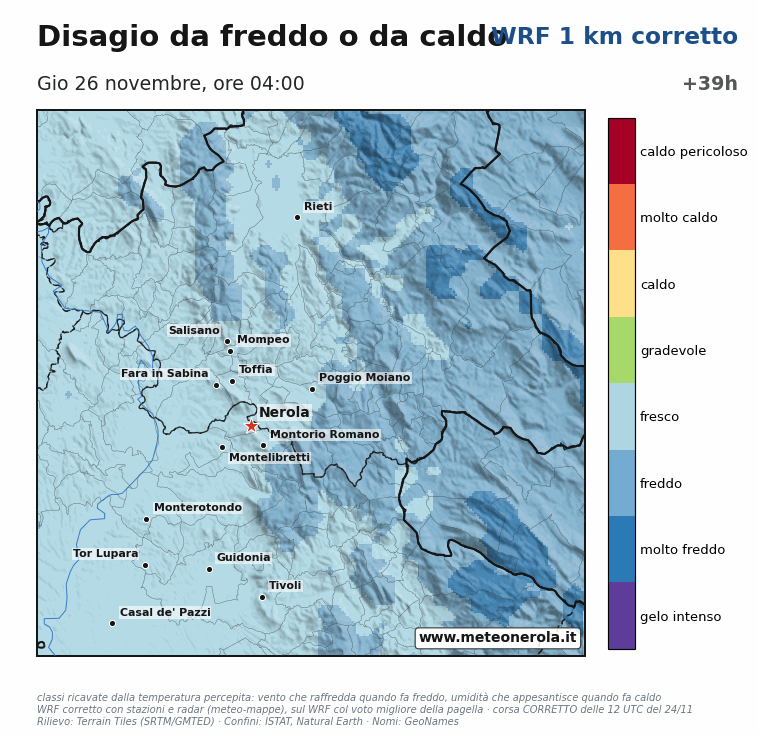 Disagio da freddo o da caldo
WRF 1 km corretto
Gio 26 novembre, ore 04:00
+39h
Rieti
Salisano
Mompeo
Toffia
Fara in Sabina
Poggio Moiano
Nerola
Montorio Romano
Montelibretti
Monterotondo
Tor Lupara
Guidonia
Tivoli
Casal de' Pazzi
www.meteonerola.it
caldo pericoloso
molto caldo
caldo
gradevole
fresco
freddo
molto freddo
gelo intenso
classi ricavate dalla temperatura percepita: vento che raffredda quando fa freddo, umidità che appesantisce quando fa caldo
WRF corretto con stazioni e radar (meteo-mappe), sul WRF col voto migliore della pagella · corsa CORRETTO delle 12 UTC del 24/11
Rilievo: Terrain Tiles (SRTM/GMTED) · Confini: ISTAT, Natural Earth · Nomi: GeoNames